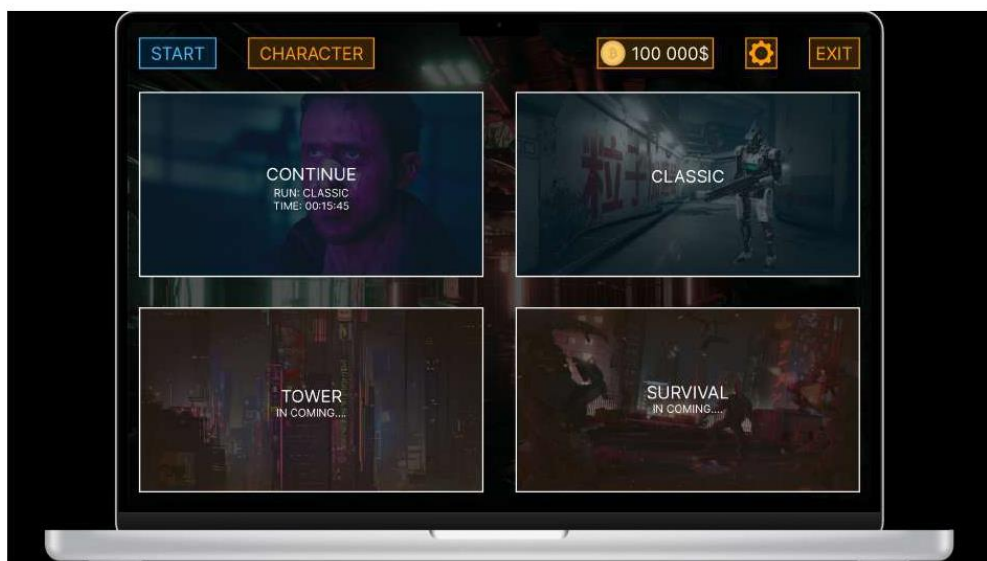 START
CHARACTER
100 000$
EXIT
CONTINUE
RUN: CLASSIC
TIME: 00:15:45
CLASSIC
TOWER
IN COMING....
SURVIVAL
IN COMING....